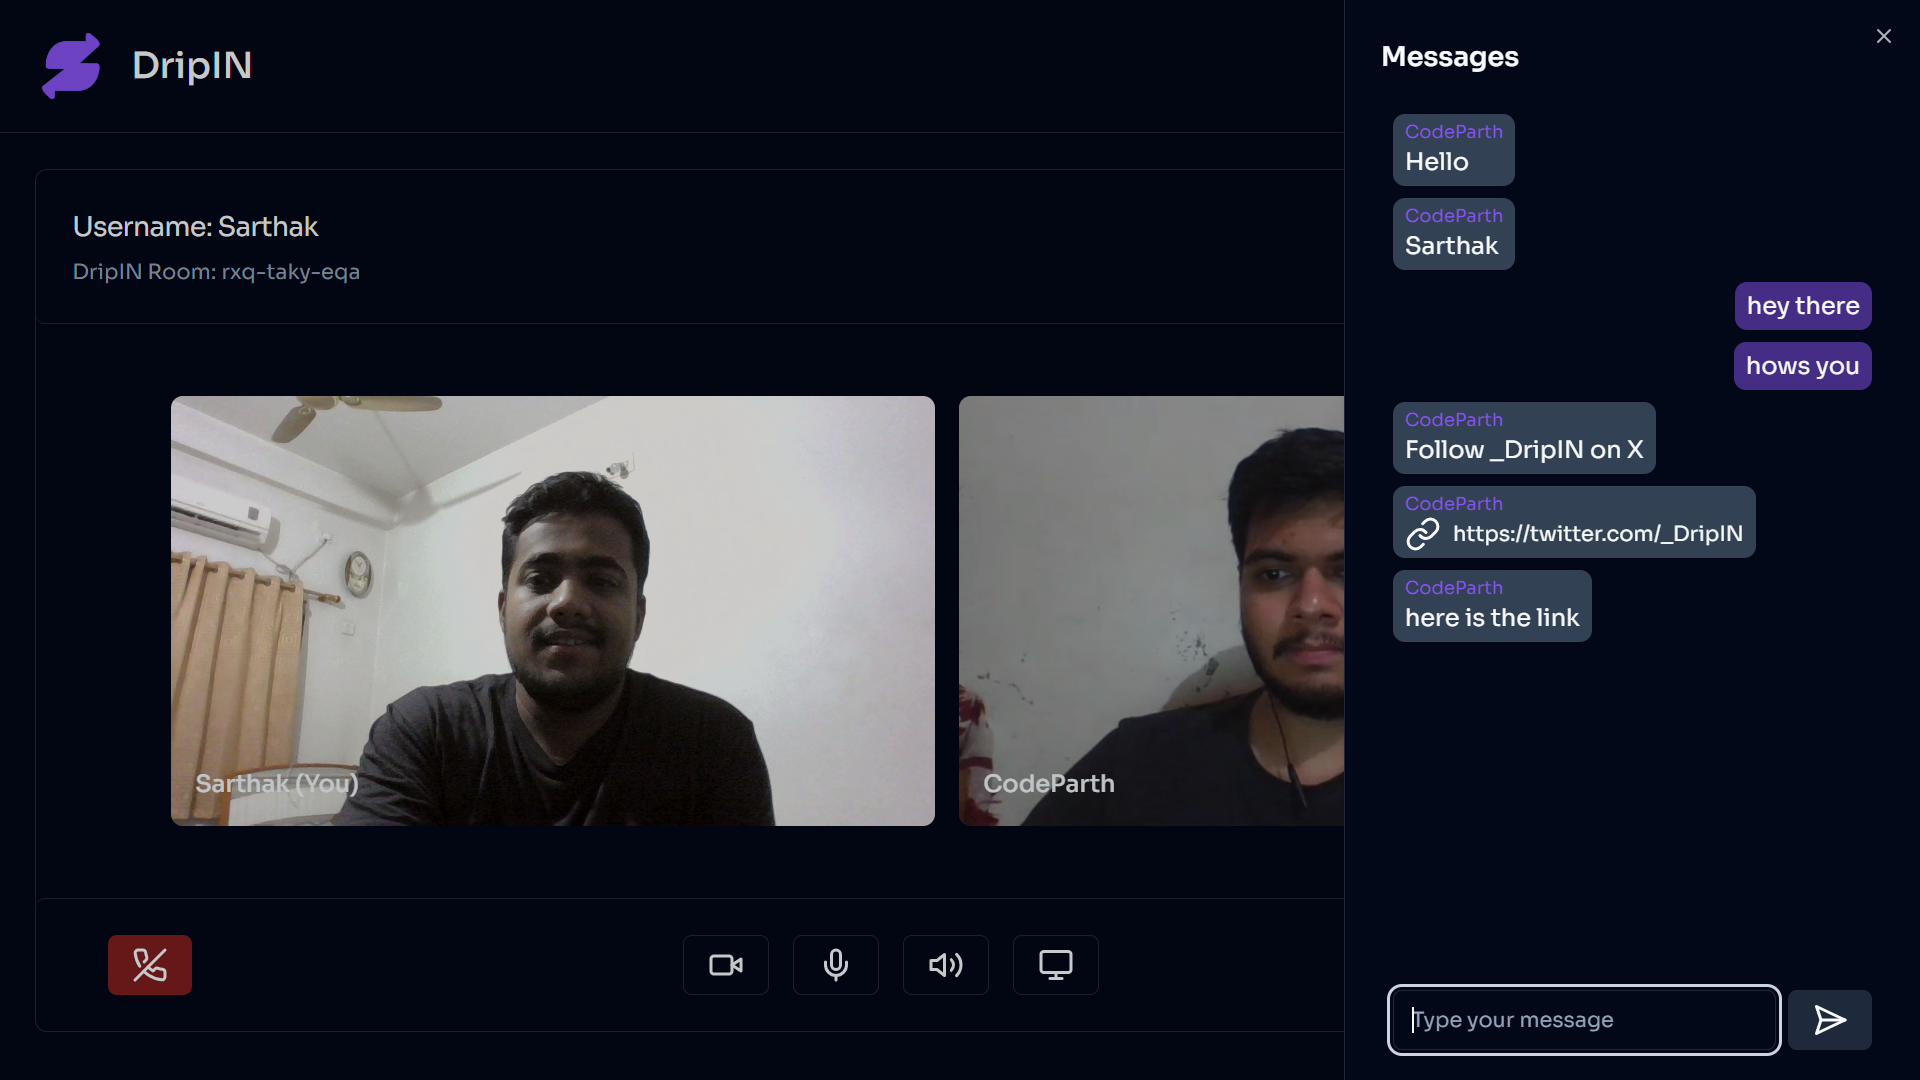 DripIN
Username: Sarthak
DripIN Room: rxq-taky-eqa
Sarthak (You)
CodeParth
Messages
CodeParth
Hello
CodeParth
Sarthak
hey there
hows you
CodeParth
Follow _DripIN on X
CodeParth
https://twitter.com/_DripIN
CodeParth
here is the link
Type your message